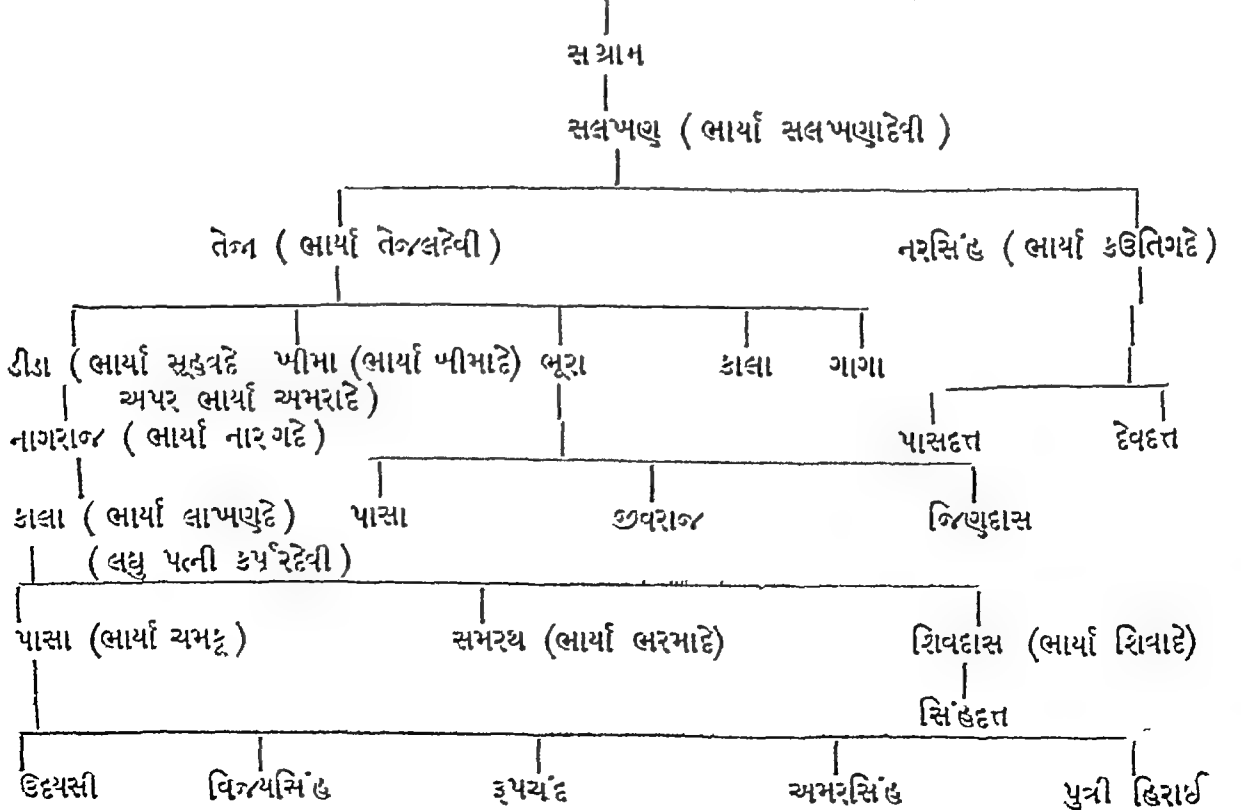 સગ્રામ
સલખણ ( ભાર્યા સલખણાદેવી )
તેજા ( ભાર્યા તેજલદેવી ) નરસિંહ ( ભાર્યા કઉતિગદે )
ડીડા ( ભાર્યા સૂહવદે ખીમા (ભાર્યા ખીમાદે) ભૂરા કાલા ગાગા
અપર ભાર્યા અમરાદે )
નાગરાજ ( ભાર્યા નારગદે ) પાસદત્ત દેવદત્ત
કાલા ( ભાર્યા લાખણદે ) પાસા જીવરાજ જિણદાસ
( લઘુ પત્ની કર્પૂરદેવી )
પાસા (ભાર્યા ચમકૂ ) સમરથ (ભાર્યા ભરમાદે) શિવદાસ (ભાર્યા શિવાદે)
સિંહદત્ત
ઉદયસી વિજયસિંહ રૂપચંદ અમરસિંહ પુત્રી હિરાઈ